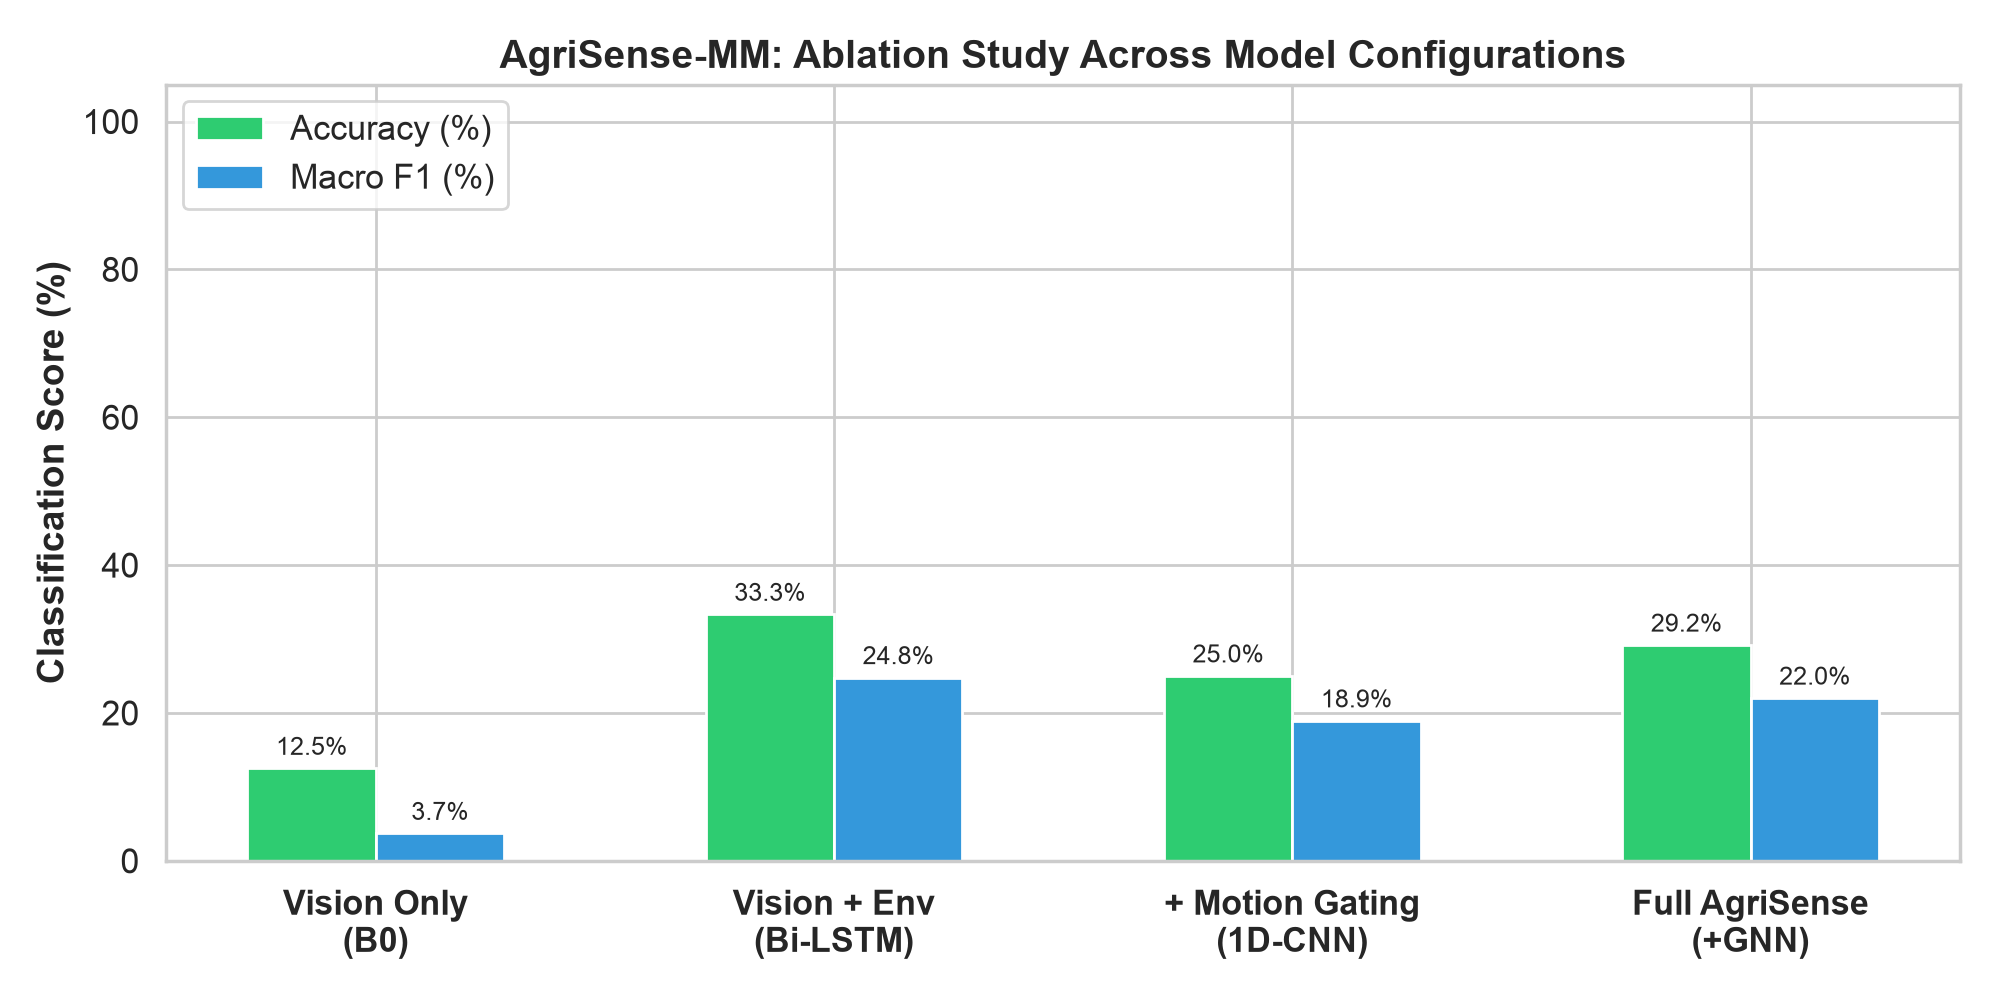 AgriSense-MM: Ablation Study Across Model Configurations
Accuracy (%)
Macro F1 (%)
Classification Score (%)
100
80
60
40
20
0
12.5%
3.7%
33.3%
24.8%
25.0%
18.9%
29.2%
22.0%
Vision Only
(B0)
Vision + Env
(Bi-LSTM)
+ Motion Gating
(1D-CNN)
Full AgriSense
(+GNN)